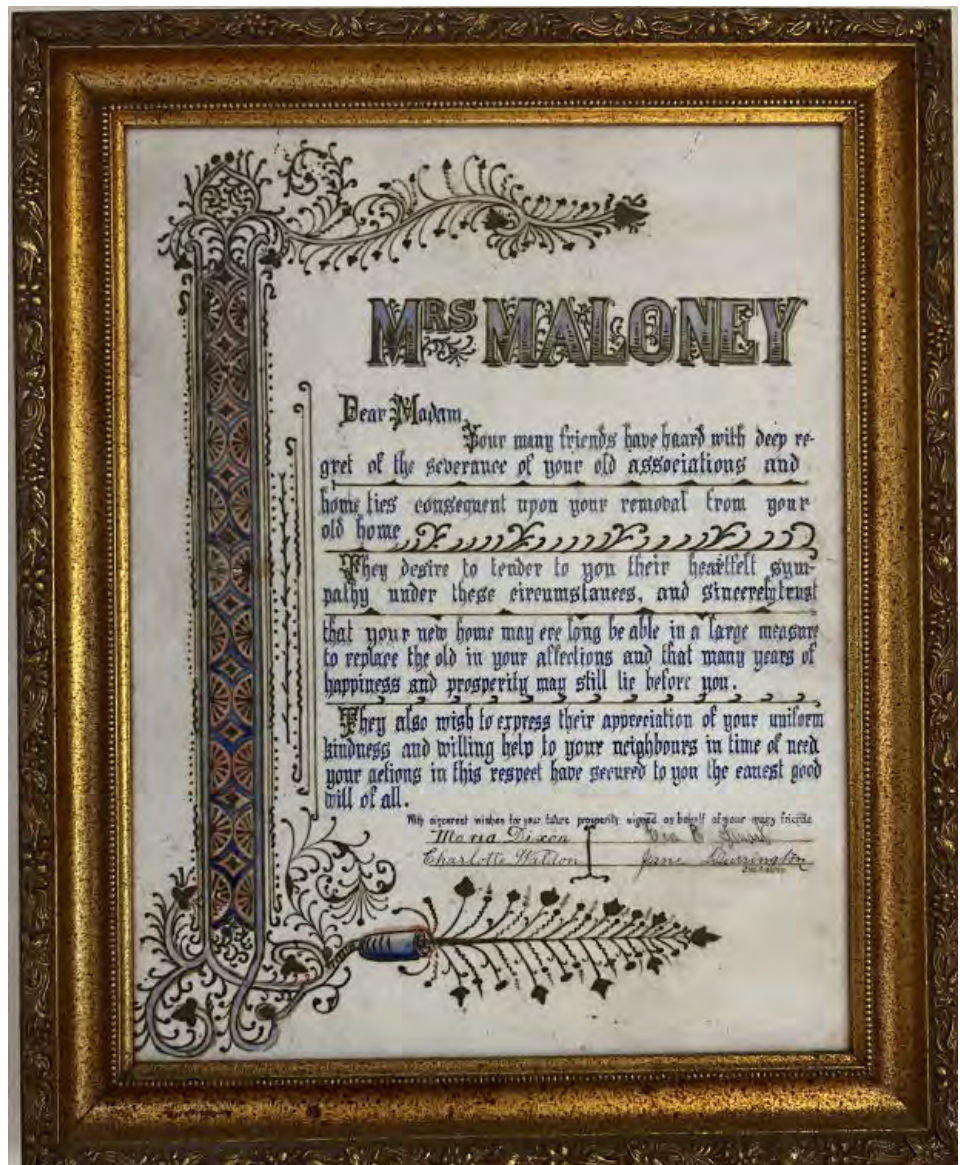 MRS MALONEY
Dear Madam,
Your many friends have haard with deep re-
gret of the severance of your old associations and
home ties consequent upon your removal from your
old home
They desire to tender to you their heartfelt sym-
pathy under these circumstances, and sincerely trust
that your new home may ere long be able in a large measure
to replace the old in your affections and that many years of
happiness and prosperity may still lie before you.
They also wish to express their appreciation of your uniform
kindness and willing help to your neighbours in time of need
your actions in this respect have secured to you the eanest good
will of all.
With sincerest wishes for your future prosperity signed on behalf of your many friends
Maria Dixon
Charlotte Jane Durrington